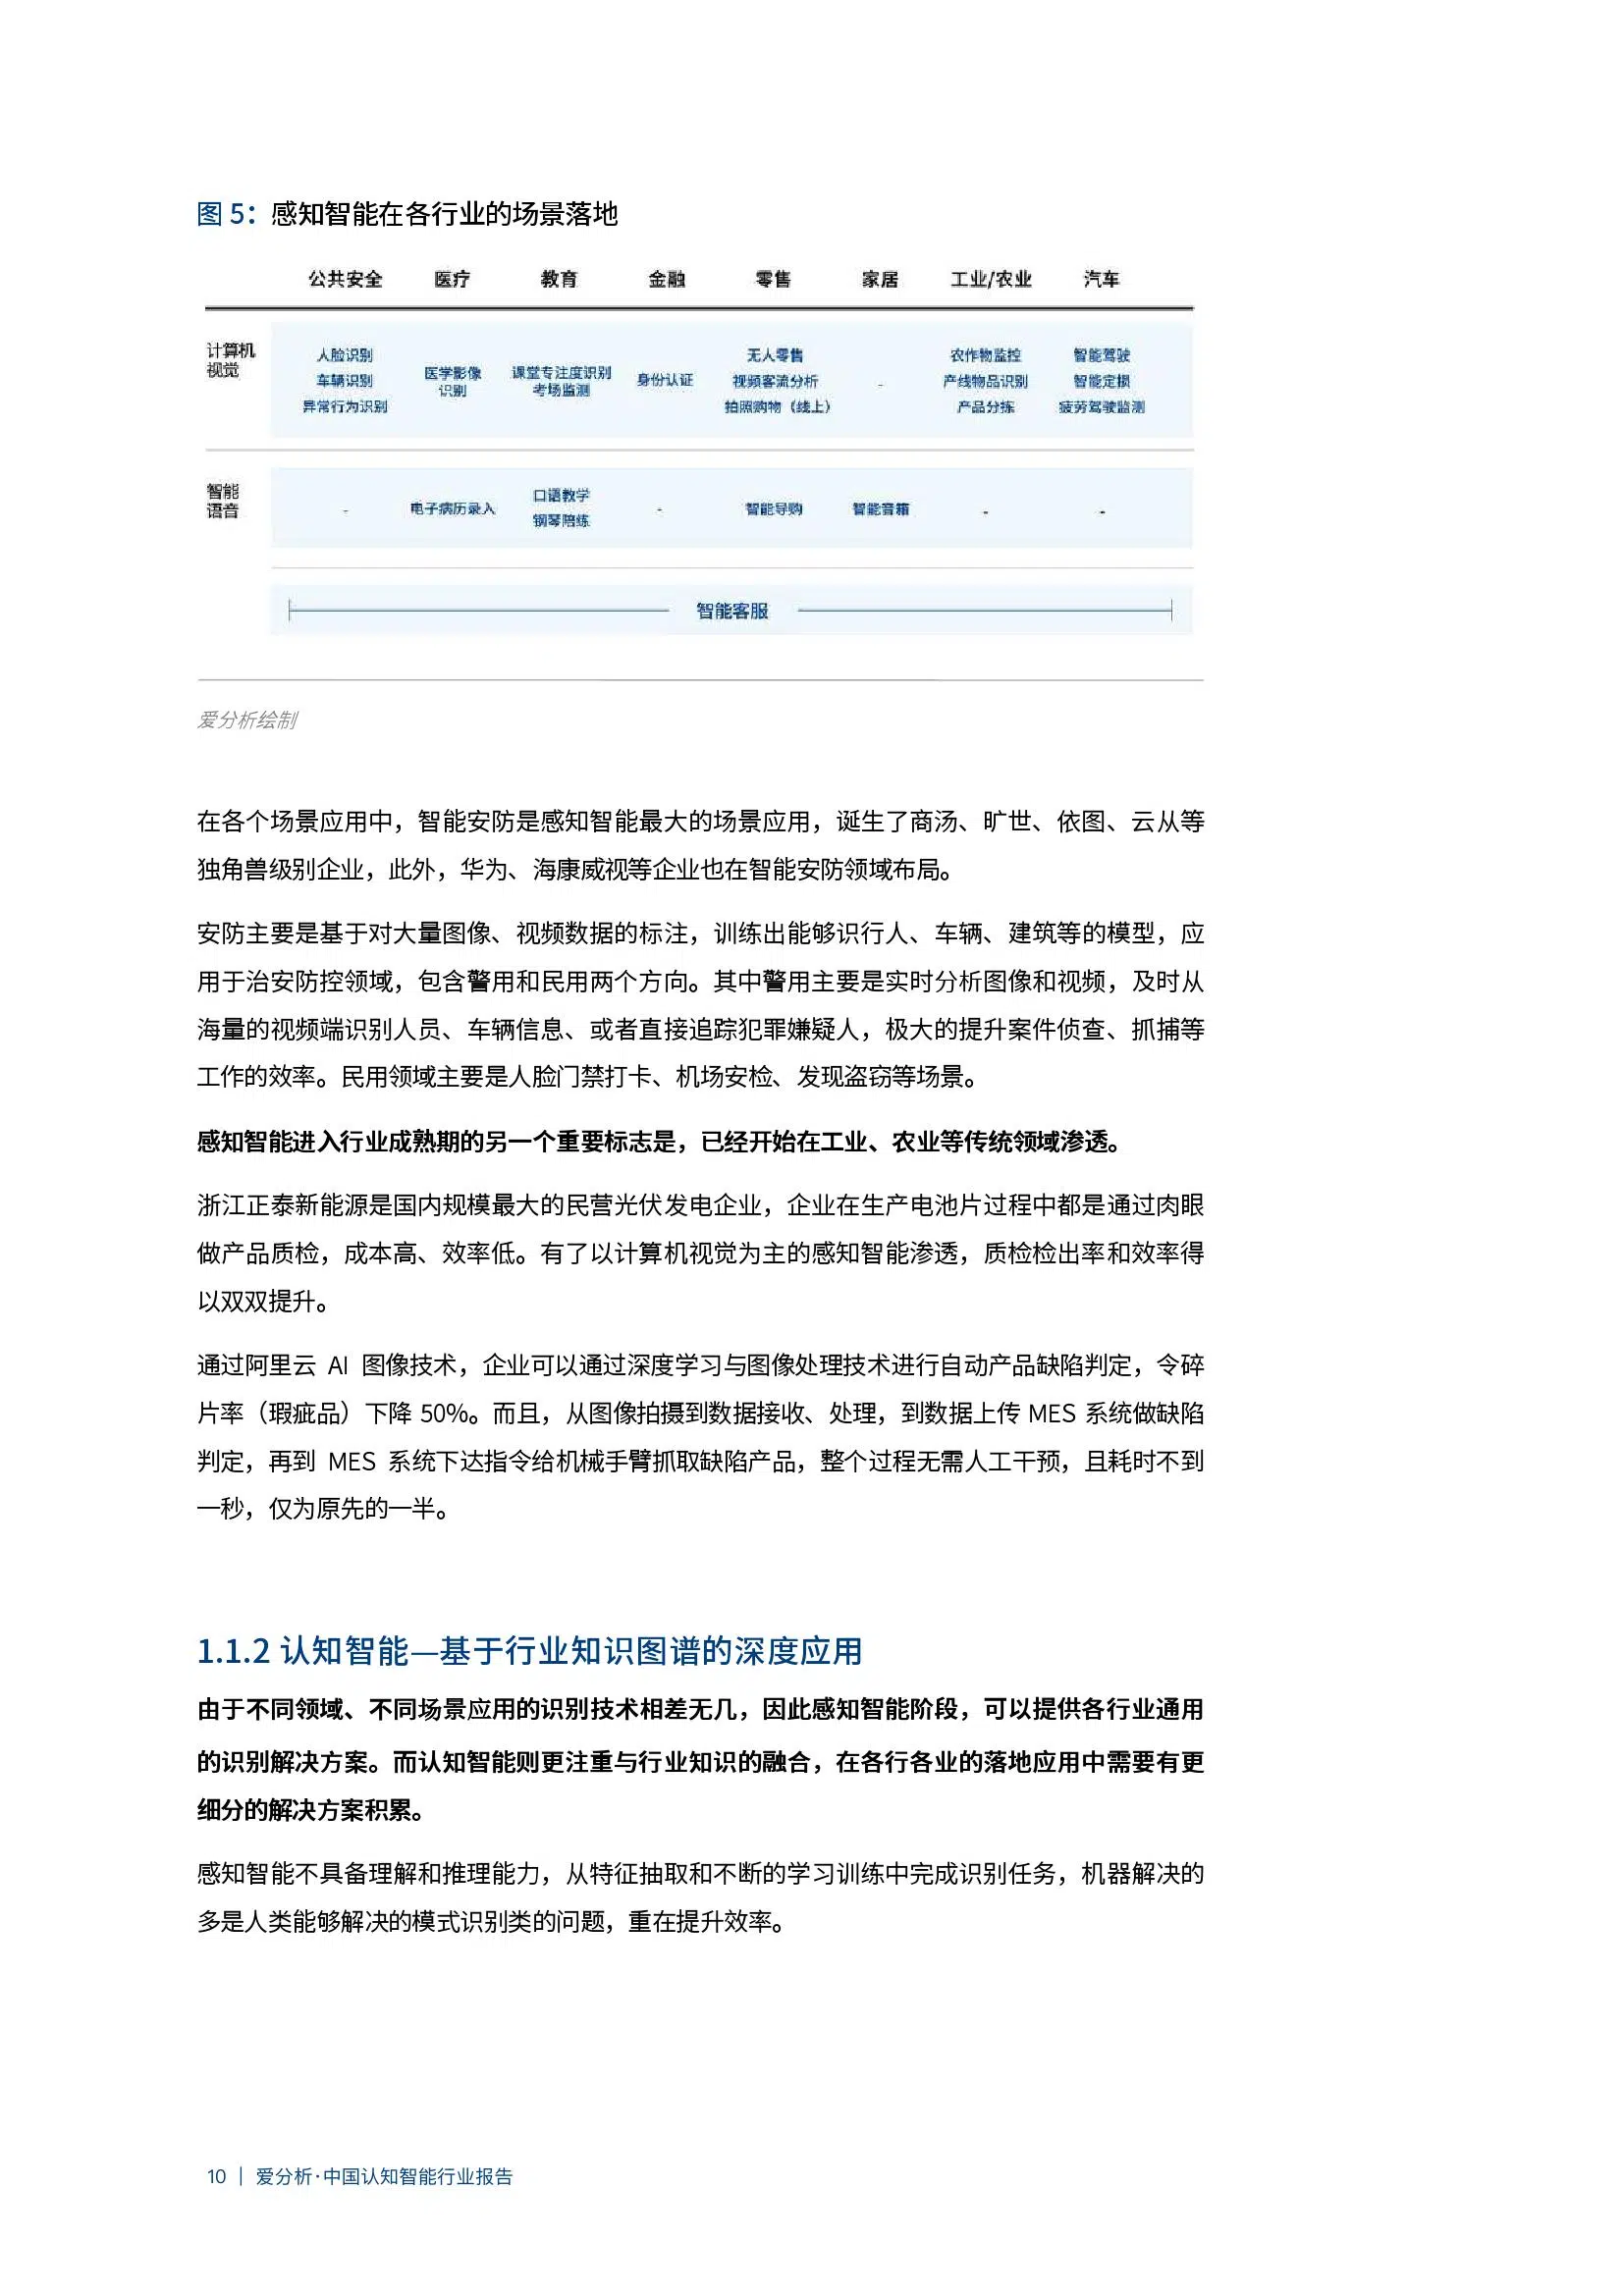 图 5：感知智能在各行业的场景落地
公共安全 医疗 教育 金融 零售 家居 工业/农业 汽车
计算机
视觉
人脸识别
车辆识别
异常行为识别
医学影像
识别
课堂专注度识别
考场监测
身份认证
无人零售
视频客流分析
拍照购物（线上）
-
农作物监控
产线物品识别
产品分拣
智能驾驶
智能定损
疲劳驾驶监测
智能
语音
-
电子病历录入
口语教学
钢琴陪练
-
智能导购
智能音箱
-
-
智能客服
爱分析绘制
在各个场景应用中，智能安防是感知智能最大的场景应用，诞生了商汤、旷世、依图、云从等
独角兽级别企业，此外，华为、海康威视等企业也在智能安防领域布局。
安防主要是基于对大量图像、视频数据的标注，训练出能够识行人、车辆、建筑等的模型，应
用于治安防控领域，包含警用和民用两个方向。其中警用主要是实时分析图像和视频，及时从
海量的视频端识别人员、车辆信息、或者直接追踪犯罪嫌疑人，极大的提升案件侦查、抓捕等
工作的效率。民用领域主要是人脸门禁打卡、机场安检、发现盗窃等场景。
感知智能进入行业成熟期的另一个重要标志是，已经开始在工业、农业等传统领域渗透。
浙江正泰新能源是国内规模最大的民营光伏发电企业，企业在生产电池片过程中都是通过肉眼
做产品质检，成本高、效率低。有了以计算机视觉为主的感知智能渗透，质检检出率和效率得
以双双提升。
通过阿里云 AI 图像技术，企业可以通过深度学习与图像处理技术进行自动产品缺陷判定，令碎
片率（瑕疵品）下降 50%。而且，从图像拍摄到数据接收、处理，到数据上传 MES 系统做缺陷
判定，再到 MES 系统下达指令给机械手臂抓取缺陷产品，整个过程无需人工干预，且耗时不到
一秒，仅为原先的一半。
1.1.2 认知智能—基于行业知识图谱的深度应用
由于不同领域、不同场景应用的识别技术相差无几，因此感知智能阶段，可以提供各行业通用
的识别解决方案。而认知智能则更注重与行业知识的融合，在各行各业的落地应用中需要有更
细分的解决方案积累。
感知智能不具备理解和推理能力，从特征抽取和不断的学习训练中完成识别任务，机器解决的
多是人类能够解决的模式识别类的问题，重在提升效率。
10 | 爱分析·中国认知智能行业报告